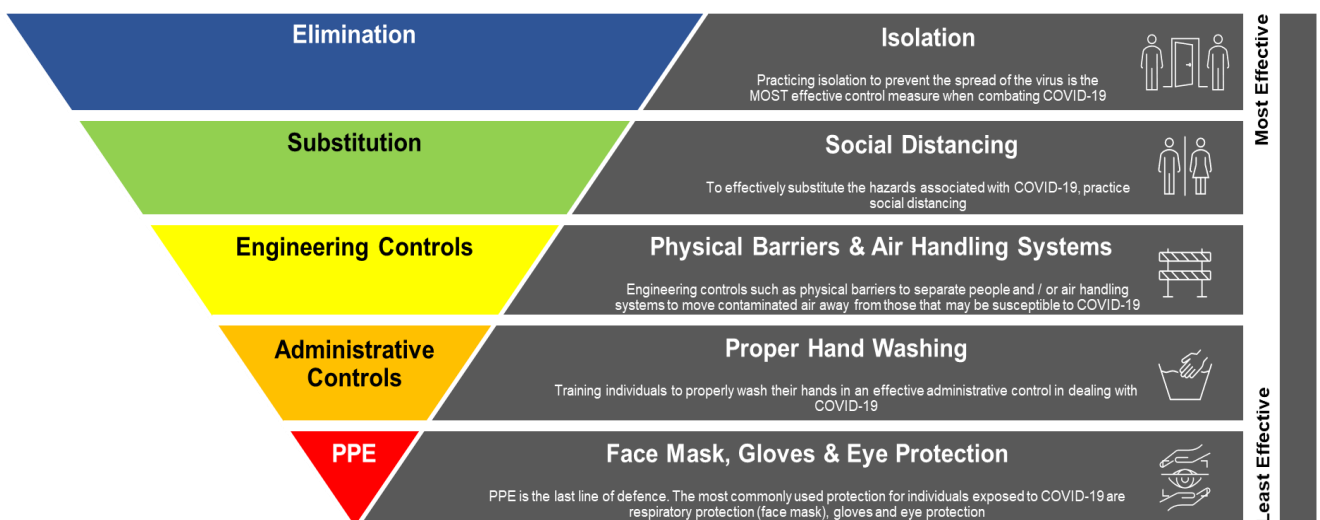 Elimination
Isolation
Practicing isolation to prevent the spread of the virus is the
MOST effective control measure when combating COVID-19
Substitution
Social Distancing
To effectively substitute the hazards associated with COVID-19, practice
social distancing
Engineering Controls
Physical Barriers & Air Handling Systems
Engineering controls such as physical barriers to separate people and / or air handling
systems to move contaminated air away from those that may be susceptible to COVID-19
Administrative
Controls
Proper Hand Washing
Training individuals to properly wash their hands in an effective administrative control in dealing with
COVID-19
PPE
Face Mask, Gloves & Eye Protection
PPE is the last line of defence. The most commonly used protection for individuals exposed to COVID-19 are
respiratory protection (face mask), gloves and eye protection
Most Effective
Least Effective